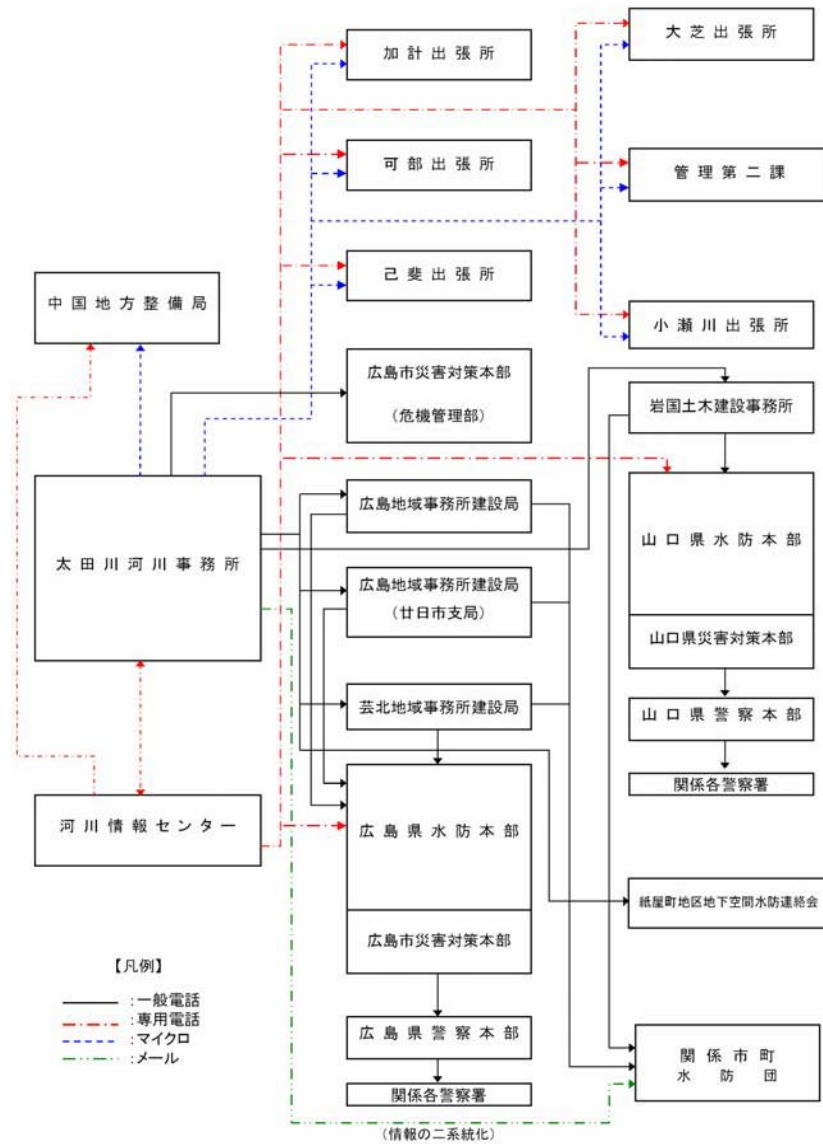 加計出張所
大芝出張所
可部出張所
管理第二課
己斐出張所
中国地方整備局
小瀬川出張所
広島市災害対策本部
(危機管理部)
岩国土木建設事務所
太田川河川事務所
広島地域事務所建設局
山口県水防本部
広島地域事務所建設局
(廿日市支局)
山口県災害対策本部
芸北地域事務所建設局
山口県警察本部
関係各警察署
河川情報センター
広島県水防本部
紙屋町地区地下空間水防連絡会
広島市災害対策本部
【凡例】
:一般電話
:専用電話
:マイクロ
:メール
広島県警察本部
関係市町
水防団
関係各警察署
(情報の二系統化)